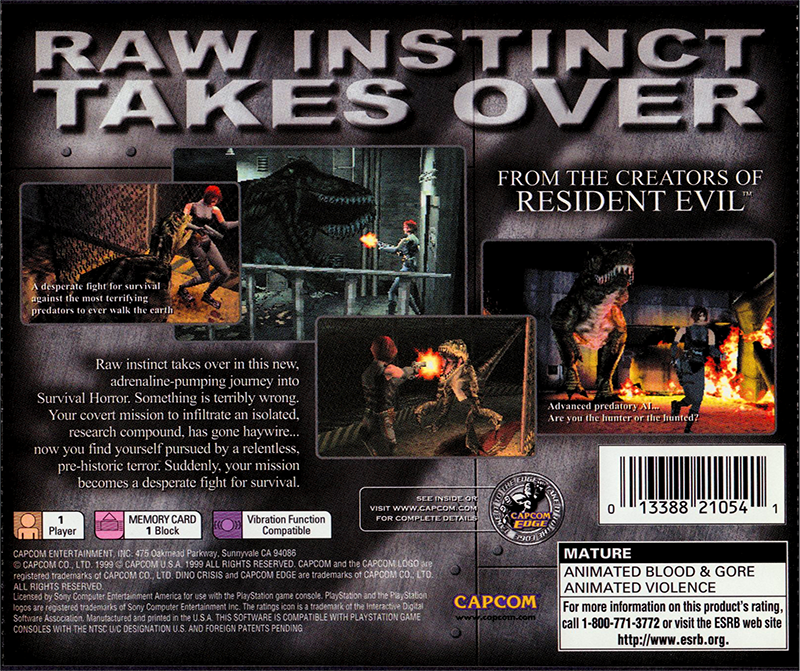 RAW INSTINCT
TAKES OVER
FROM THE CREATORS OF
RESIDENT EVIL™
A desperate fight for survival
against the most terrifying
predators to ever walk the earth
Advanced predatory AI...
Are you the hunter or the hunted?
Raw instinct takes over in this new,
adrenaline-pumping journey into
Survival Horror. Something is terribly wrong.
Your covert mission to infiltrate an isolated,
research compound, has gone haywire...
now you find yourself pursued by a relentless,
pre-historic terror. Suddenly, your mission
becomes a desperate fight for survival.
SEE INSIDE OR
VISIT WWW.CAPCOM.COM
FOR COMPLETE DETAILS
CAPCOM
EDGE
0 13388 21054 1
1
Player
MEMORY CARD
1 Block
Vibration Function
Compatible
CAPCOM ENTERTAINMENT, INC. 475 Oakmead Parkway, Sunnyvale CA 94086
© CAPCOM CO., LTD. 1999 © CAPCOM U.S.A. 1999 ALL RIGHTS RESERVED. CAPCOM and the CAPCOM LOGO are
registered trademarks of CAPCOM CO., LTD. DINO CRISIS and CAPCOM EDGE are trademarks of CAPCOM CO., LTD.
ALL RIGHTS RESERVED.
Licensed by Sony Computer Entertainment America for use with the PlayStation game console. PlayStation and the PlayStation
logos are registered trademarks of Sony Computer Entertainment Inc. The ratings icon is a trademark of the Interactive Digital
Software Association. Manufactured and printed in the U.S.A. THIS SOFTWARE IS COMPATIBLE WITH PLAYSTATION GAME
CONSOLES WITH THE NTSC U/C DESIGNATION U.S. AND FOREIGN PATENTS PENDING
CAPCOM
www.capcom.com
MATURE
ANIMATED BLOOD & GORE
ANIMATED VIOLENCE
For more information on this product's rating,
call 1-800-771-3772 or visit the ESRB web site
http://www.esrb.org.